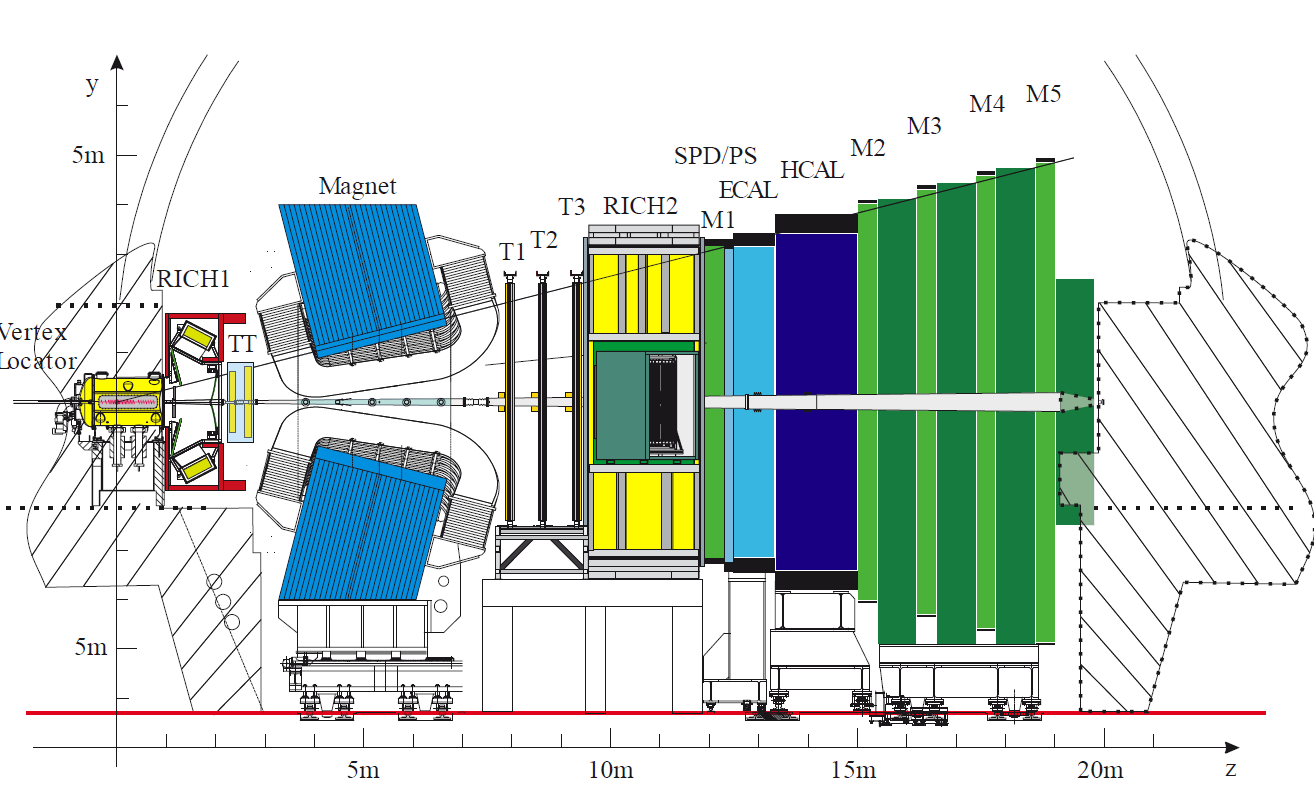 y
5m
Magnet
RICH1
Vertex
Locator
TT
T1
T2
T3
RICH2
M1
SPD/PS
ECAL
HCAL
M2
M3
M4
M5
5m
5m
10m
15m
20m
z